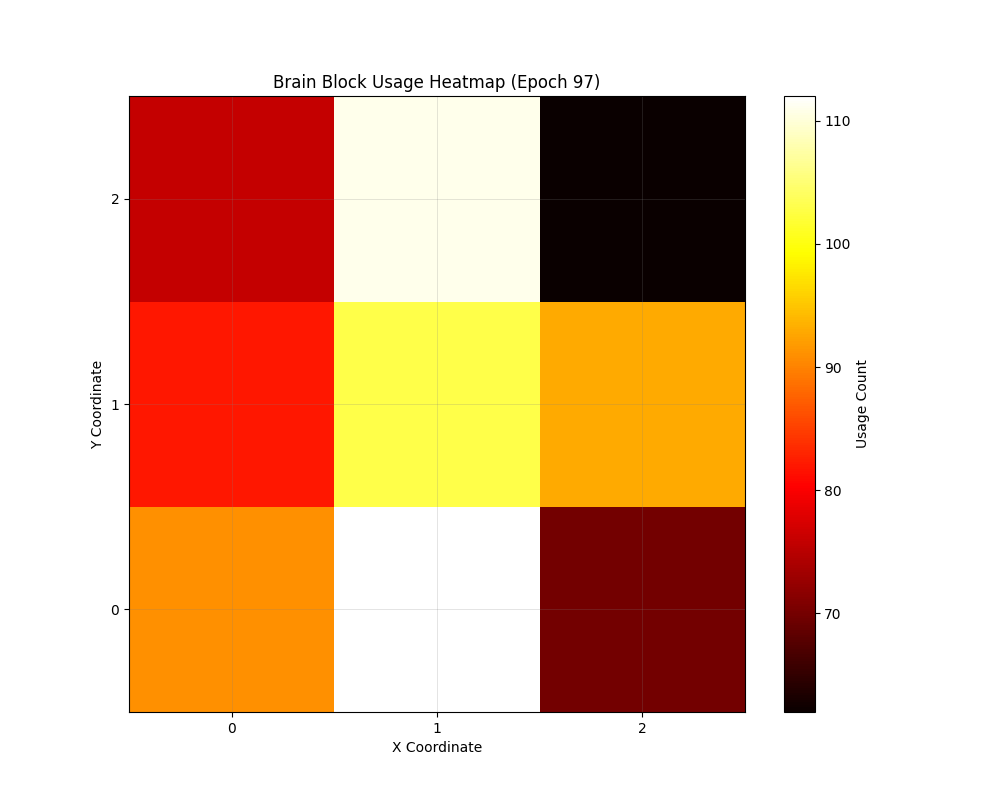 Brain Block Usage Heatmap (Epoch 97)
110
100
90
80
70
Usage Count
2
1
0
Y Coordinate
0 1 2
X Coordinate